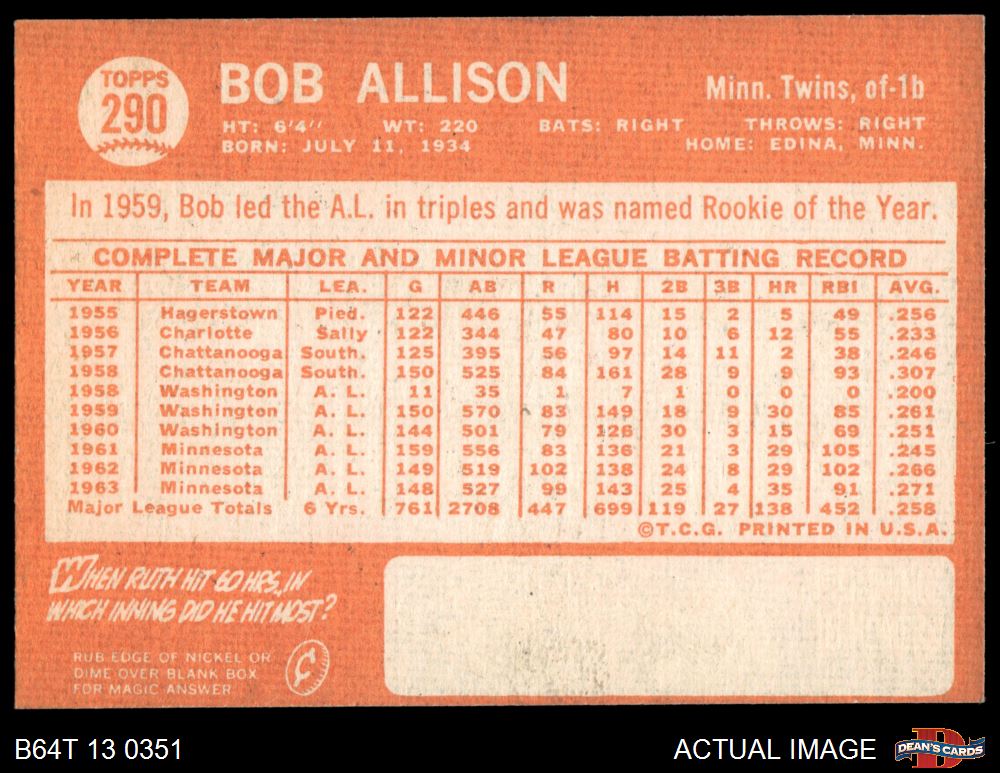 TOPPS
290
BOB ALLISON
Minn. Twins, of-1b
HT: 6'4" WT: 220 BATS: RIGHT THROWS: RIGHT
BORN: JULY 11, 1934 HOME: EDINA, MINN.
In 1959, Bob led the A.L. in triples and was named Rookie of the Year.
COMPLETE MAJOR AND MINOR LEAGUE BATTING RECORD
YEAR TEAM LEA. G AB R H 2B 3B HR RBI AVG.
1955 Hagerstown Pied. 122 446 55 114 15 2 5 49 .256
1956 Charlotte Sally 122 344 47 80 10 6 12 55 .233
1957 Chattanooga South. 125 395 56 97 14 11 2 38 .246
1958 Chattanooga South. 150 525 84 161 28 9 9 93 .307
1958 Washington A. L. 11 35 1 7 1 0 0 0 .200
1959 Washington A. L. 150 570 83 149 18 9 30 85 .261
1960 Washington A. L. 144 501 79 126 30 3 15 69 .251
1961 Minnesota A. L. 159 556 83 136 21 3 29 105 .245
1962 Minnesota A. L. 149 519 102 138 24 8 29 102 .266
1963 Minnesota A. L. 148 527 99 143 25 4 35 91 .271
Major League Totals 6 Yrs. 761 2708 447 699 119 27 138 452 .258
©T.C.G. PRINTED IN U.S.A.
WHEN RUTH HIT 60 HRS, IN
WHICH INNING DID HE HIT MOST?
RUB EDGE OF NICKEL OR
DIME OVER BLANK BOX
FOR MAGIC ANSWER
¢
B64T 13 0351
ACTUAL IMAGE
D
DEAN'S CARDS